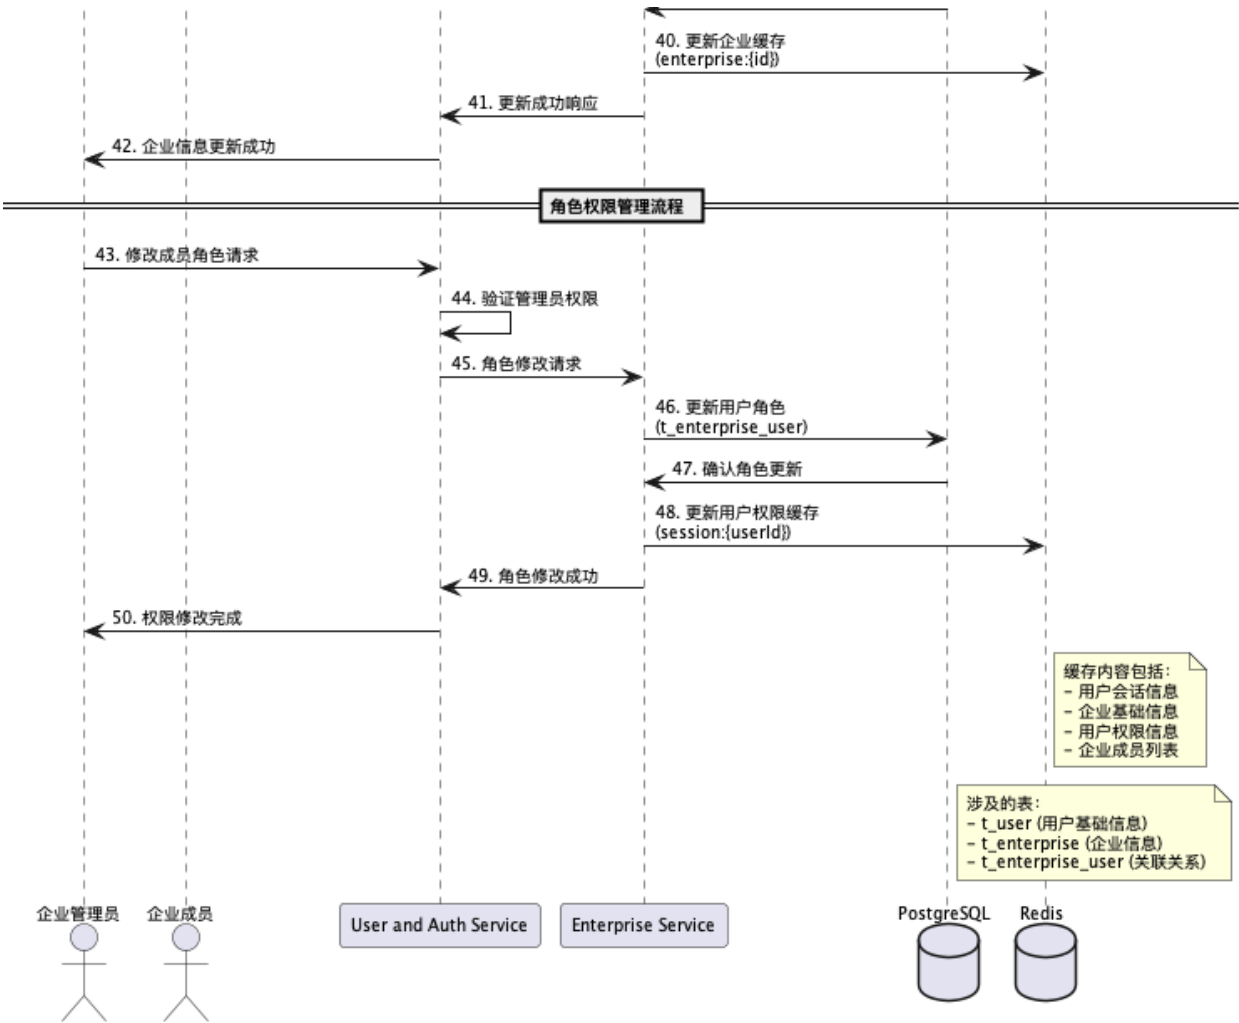 40. 更新企业缓存
(enterprise:{id})
41. 更新成功响应
42. 企业信息更新成功
角色权限管理流程
43. 修改成员角色请求
44. 验证管理员权限
45. 角色修改请求
46. 更新用户角色
(t_enterprise_user)
47. 确认角色更新
48. 更新用户权限缓存
(session:{userId})
49. 角色修改成功
50. 权限修改完成
缓存内容包括:
- 用户会话信息
- 企业基础信息
- 用户权限信息
- 企业成员列表
涉及的表:
- t_user (用户基础信息)
- t_enterprise (企业信息)
- t_enterprise_user (关联关系)
企业管理员
企业成员
User and Auth Service
Enterprise Service
PostgreSQL
Redis